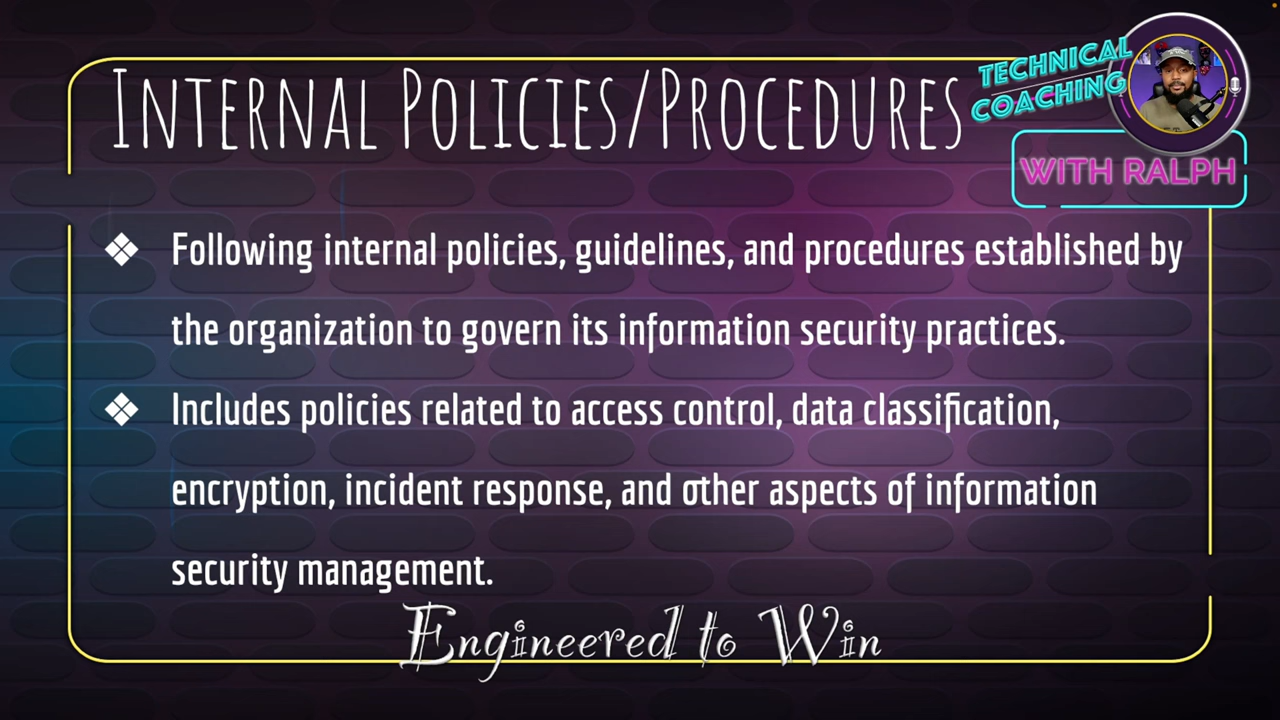 Internal Policies/Procedures
TECHNICAL
COACHING
WITH RALPH
❖ Following internal policies, guidelines, and procedures established by
the organization to govern its information security practices.
❖ Includes policies related to access control, data classification,
encryption, incident response, and other aspects of information
security management.
Engineered to Win